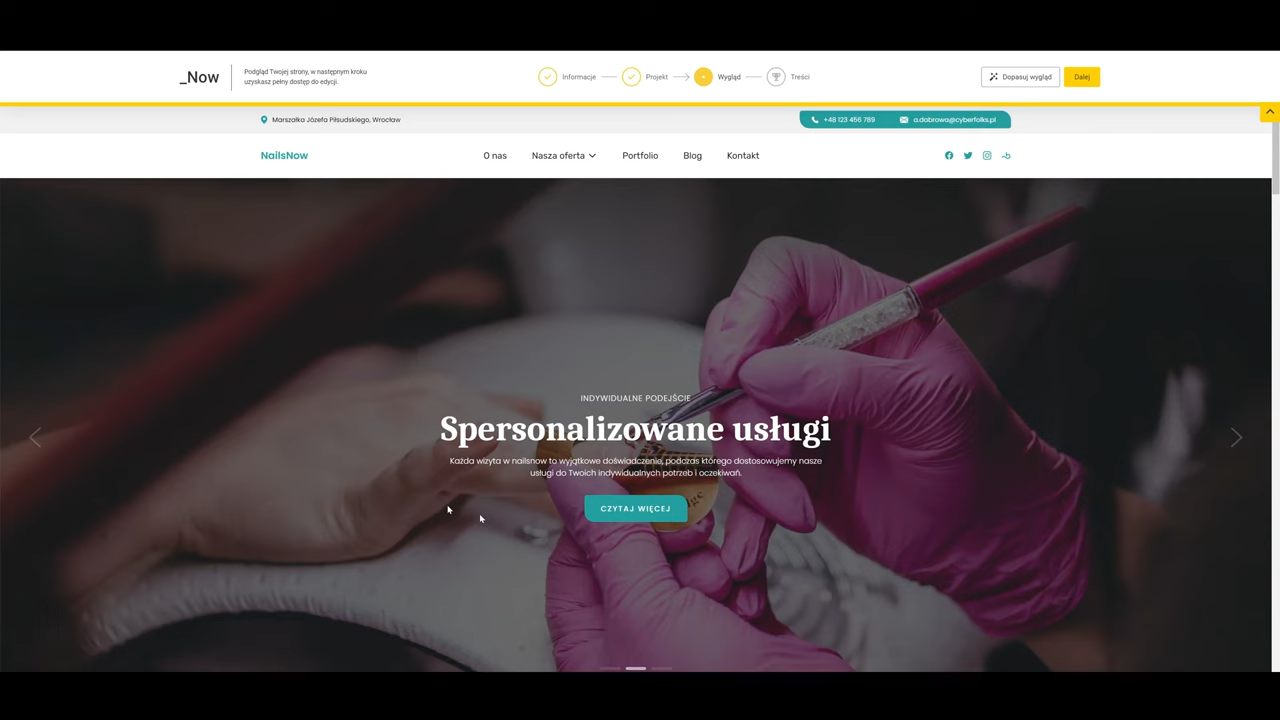 _Now
Podgląd Twojej strony, w następnym kroku
uzyskasz pełny dostęp do edycji.
Informacje
Projekt
Wygląd
Treści
Dopasuj wygląd
Dalej
Marszałka Józefa Piłsudskiego, Wrocław
+48 123 456 789
a.dabrowa@cyberfolks.pl
NailsNow
O nas
Nasza oferta
Portfolio
Blog
Kontakt
INDYWIDUALNE PODEJŚCIE
Spersonalizowane usługi
Każda wizyta w nailsnow to wyjątkowe doświadczenie, podczas którego dostosowujemy nasze
usługi do Twoich indywidualnych potrzeb i oczekiwań.
CZYTAJ WIĘCEJ